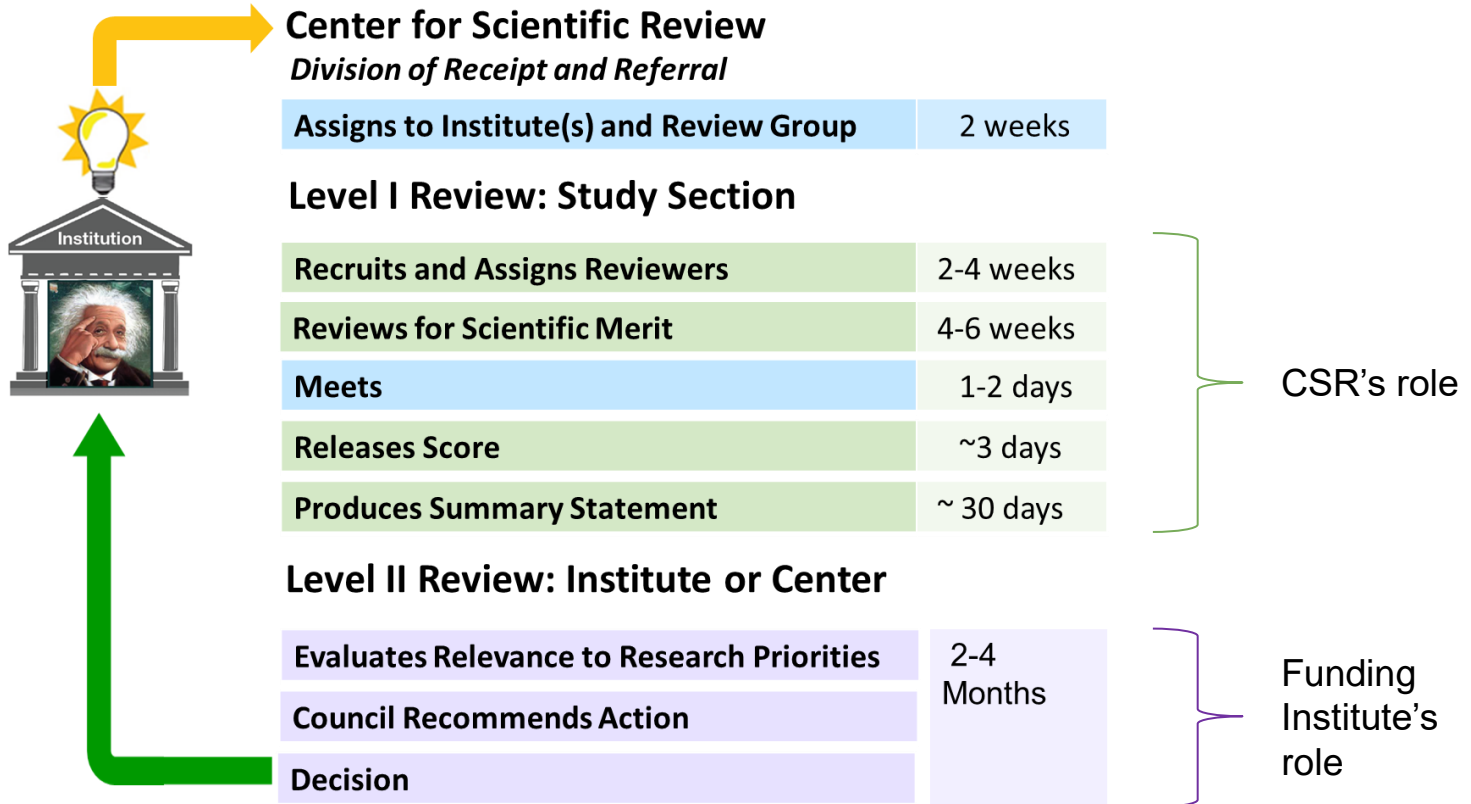 Center for Scientific Review
Division of Receipt and Referral
Assigns to Institute(s) and Review Group 2 weeks
Level I Review: Study Section
Institution
Recruits and Assigns Reviewers 2-4 weeks
Reviews for Scientific Merit 4-6 weeks
Meets 1-2 days
CSR’s role
Releases Score ~3 days
Produces Summary Statement ~ 30 days
Level II Review: Institute or Center
Evaluates Relevance to Research Priorities 2-4
Months
Council Recommends Action
Decision
Funding
Institute’s
role